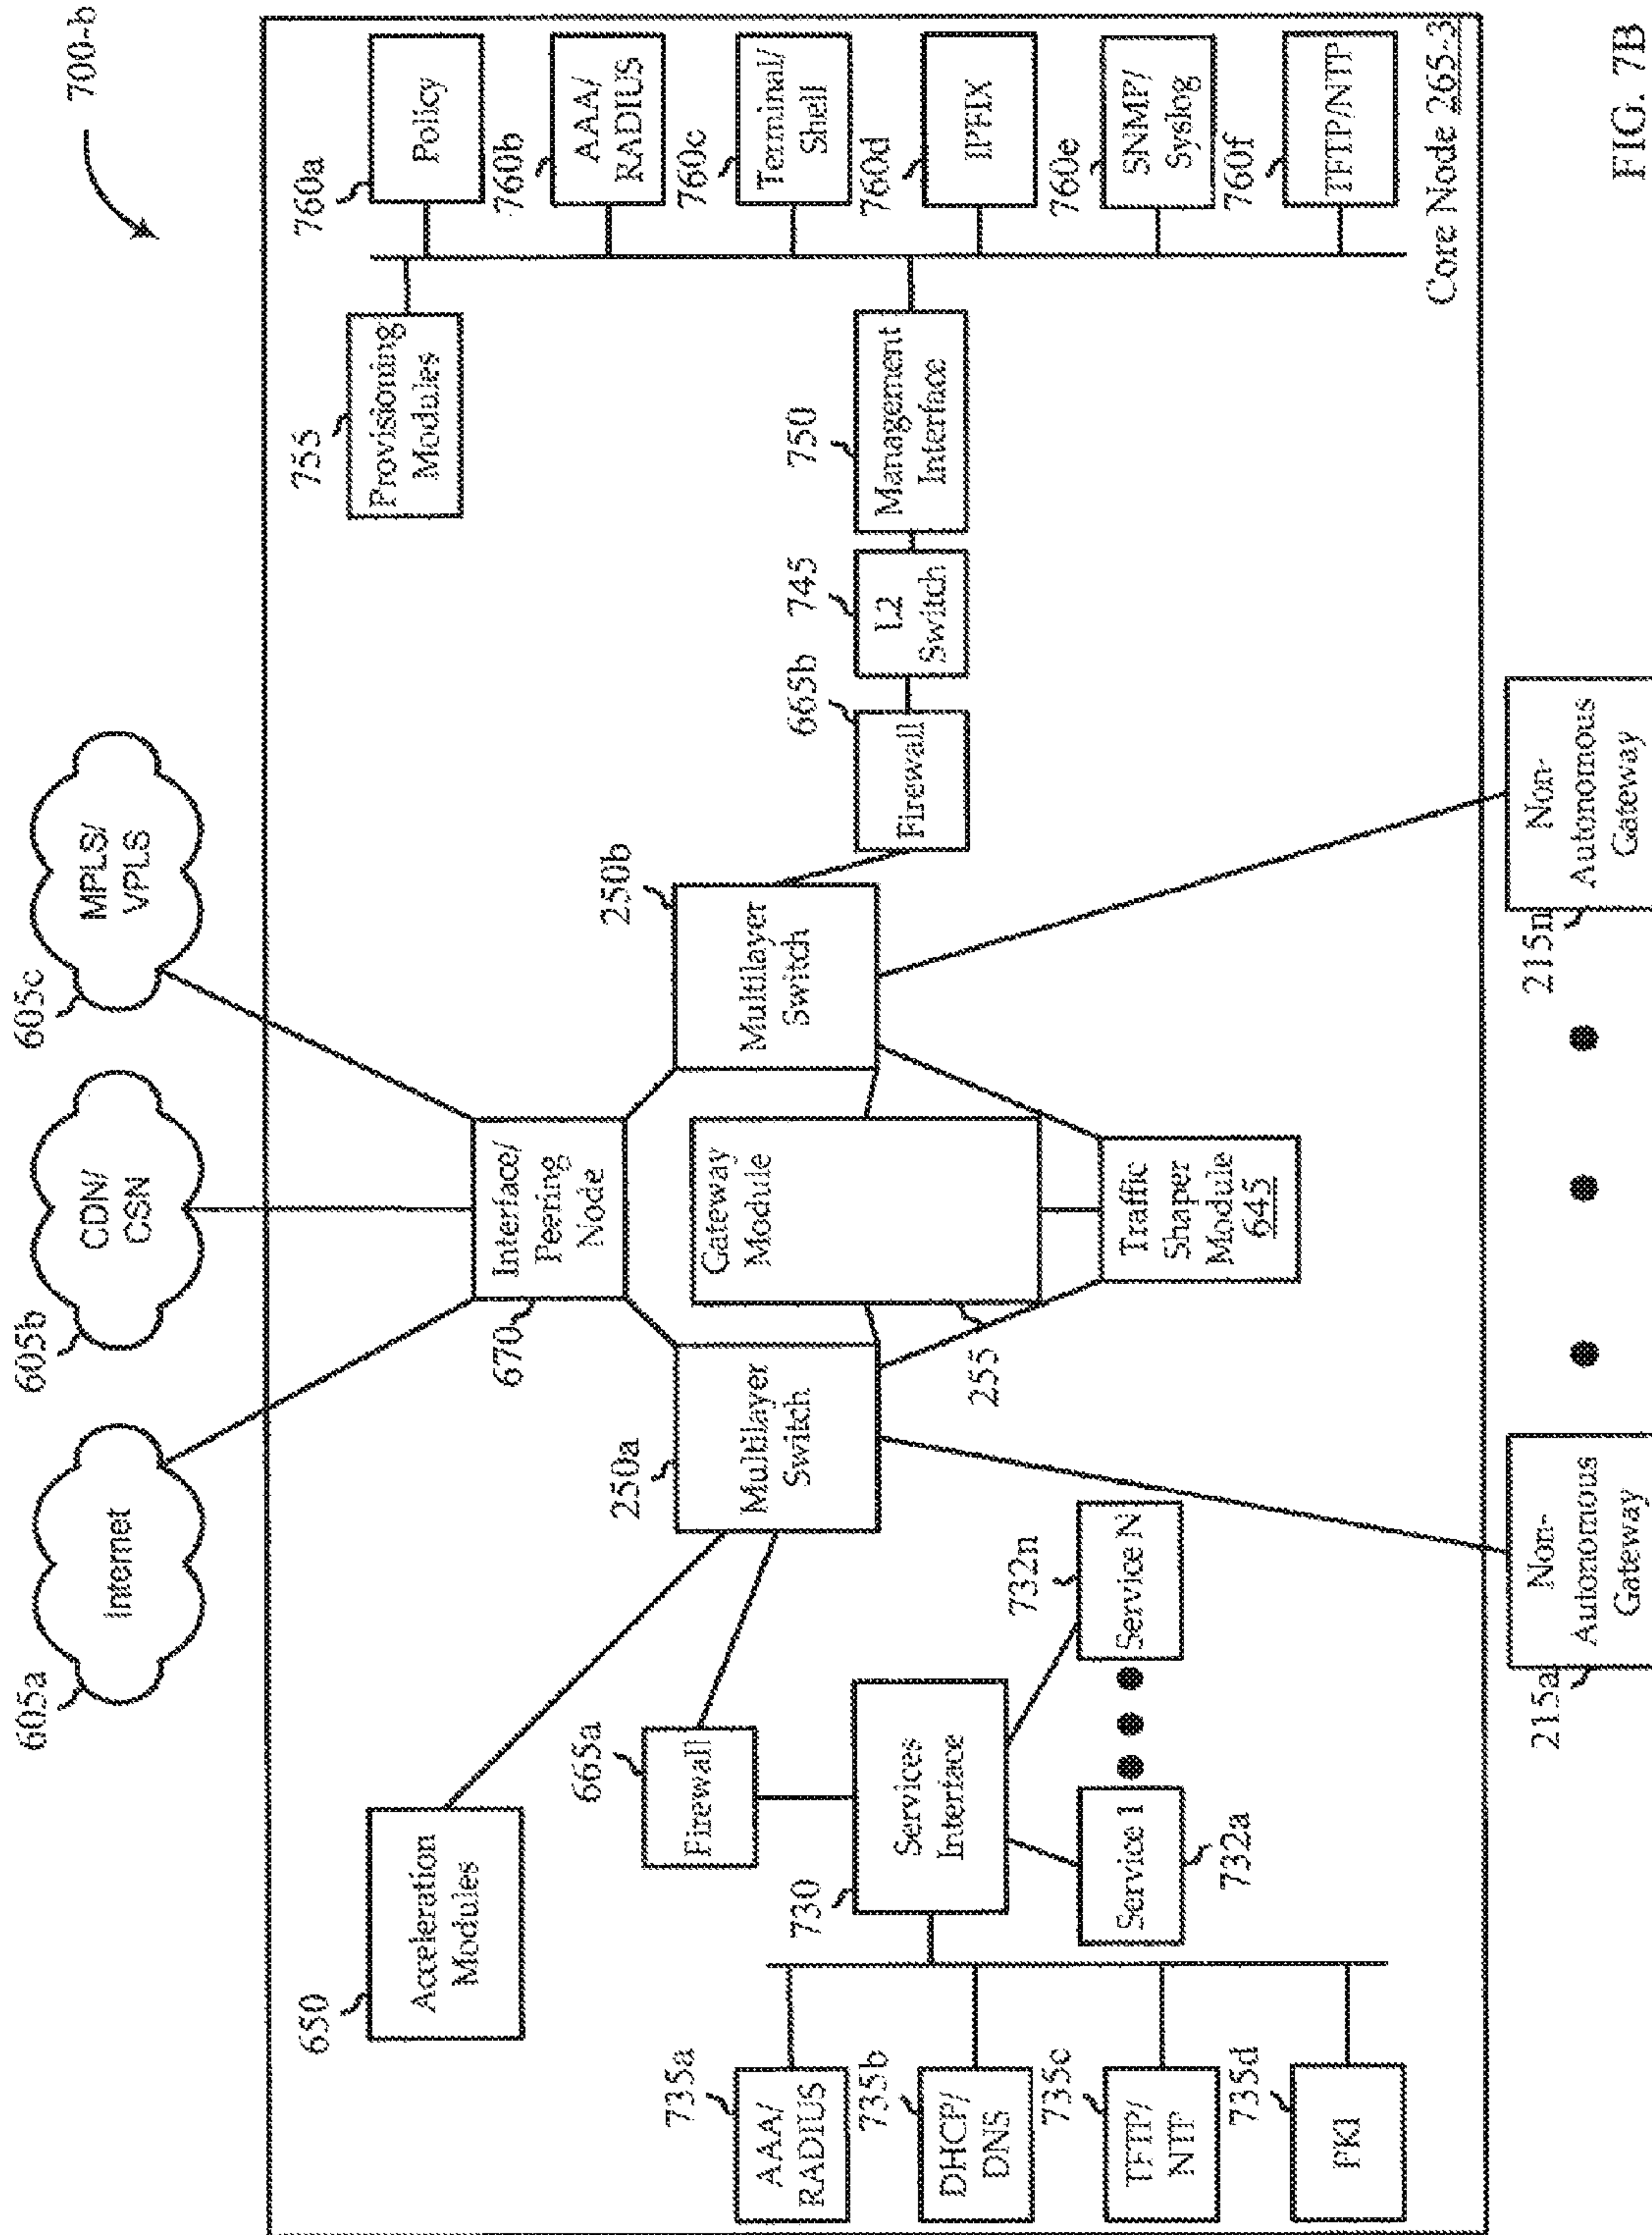 700-b
605a
Internet
605b
CDN/
CSN
605c
MPLS/
VPLS
650
Acceleration
Modules
670
Interface/
Peering
Node
755
Provisioning
Modules
760a
Policy
760b
AAA/
RADIUS
760c
Terminal/
Shell
760d
IPFIX
760e
SNMP/
Syslog
760f
TFTP/NTP
665a
Firewall
250a
Multilayer
Switch
Gateway
Module
255
250b
Multilayer
Switch
665b
Firewall
745
L2
Switch
750
Management
Interface
735a
AAA/
RADIUS
735b
DHCP/
DNS
735c
TFTP/
NTP
735d
PKI
730
Services
Interface
Service 1
732a
732n
Service N
Traffic
Shaper
Module
645
Core Node 265-3
215a
Non-
Autonomous
Gateway
215n
Non-
Autonomous
Gateway
FIG. 7B